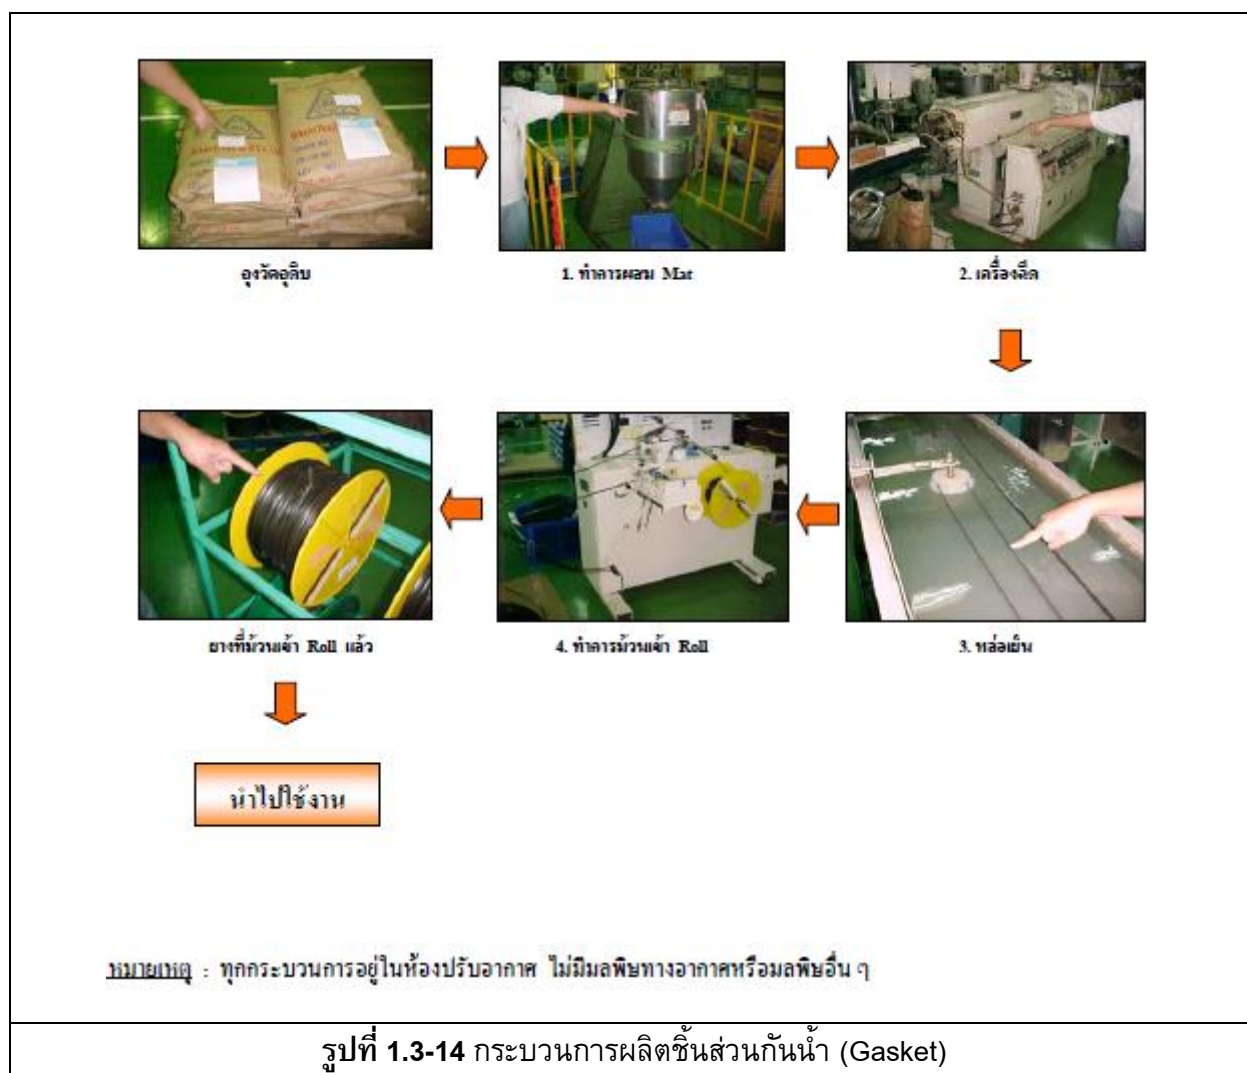 ถุงวัตถุดิบ
1. ทำการผสม Mat
2. เครื่องฉีด
ยางที่ม้วนเข้า Roll แล้ว
4. ทำการม้วนเข้า Roll
3. หล่อเย็น
นำไปใช้งาน
หมายเหตุ : ทุกกระบวนการอยู่ในห้องปรับอากาศ ไม่มีมลพิษทางอากาศหรือมลพิษอื่น ๆ
รูปที่ 1.3-14 กระบวนการผลิตชิ้นส่วนกันน้ำ (Gasket)